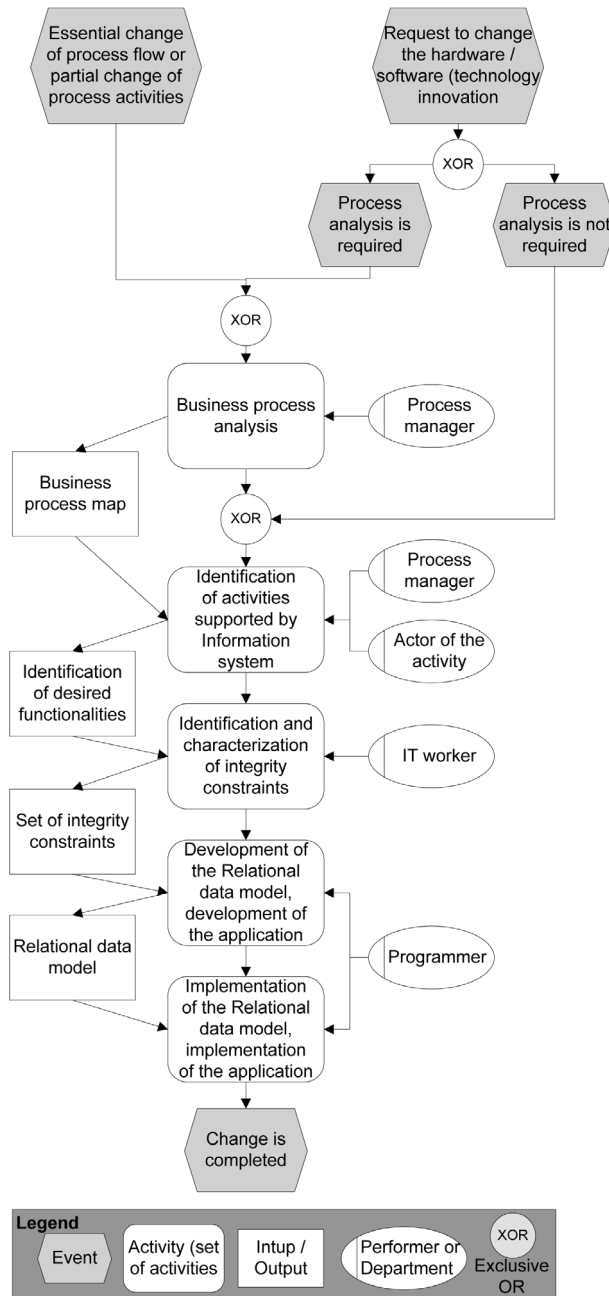 Essential change
of process flow or
partial change of
process activities
Request to change
the hardware /
software (technology
innovation
XOR
Process
analysis is
required
Process
analysis is not
required
XOR
Business process
analysis
Process
manager
Business
process map
XOR
Identification
of activities
supported by
Information
system
Process
manager
Actor of the
activity
Identification
of desired
functionalities
Identification and
characterization
of integrity
constraints
IT worker
Set of integrity
constraints
Development of
the Relational
data model,
development of
the application
Relational data
model
Programmer
Implementation
of the Relational
data model,
implementation
of the application
Change is
completed
Legend
Event
Activity (set
of activities
Intup /
Output
Performer or
Department
XOR
Exclusive
OR